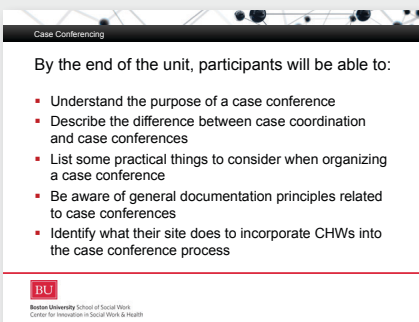 Case Conferencing
By the end of the unit, participants will be able to:
▪ Understand the purpose of a case conference
▪ Describe the difference between case coordination
and case conferences
▪ List some practical things to consider when organizing
a case conference
▪ Be aware of general documentation principles related
to case conferences
▪ Identify what their site does to incorporate CHWs into
the case conference process
BU
Boston University School of Social Work
Center for Innovation in Social Work & Health